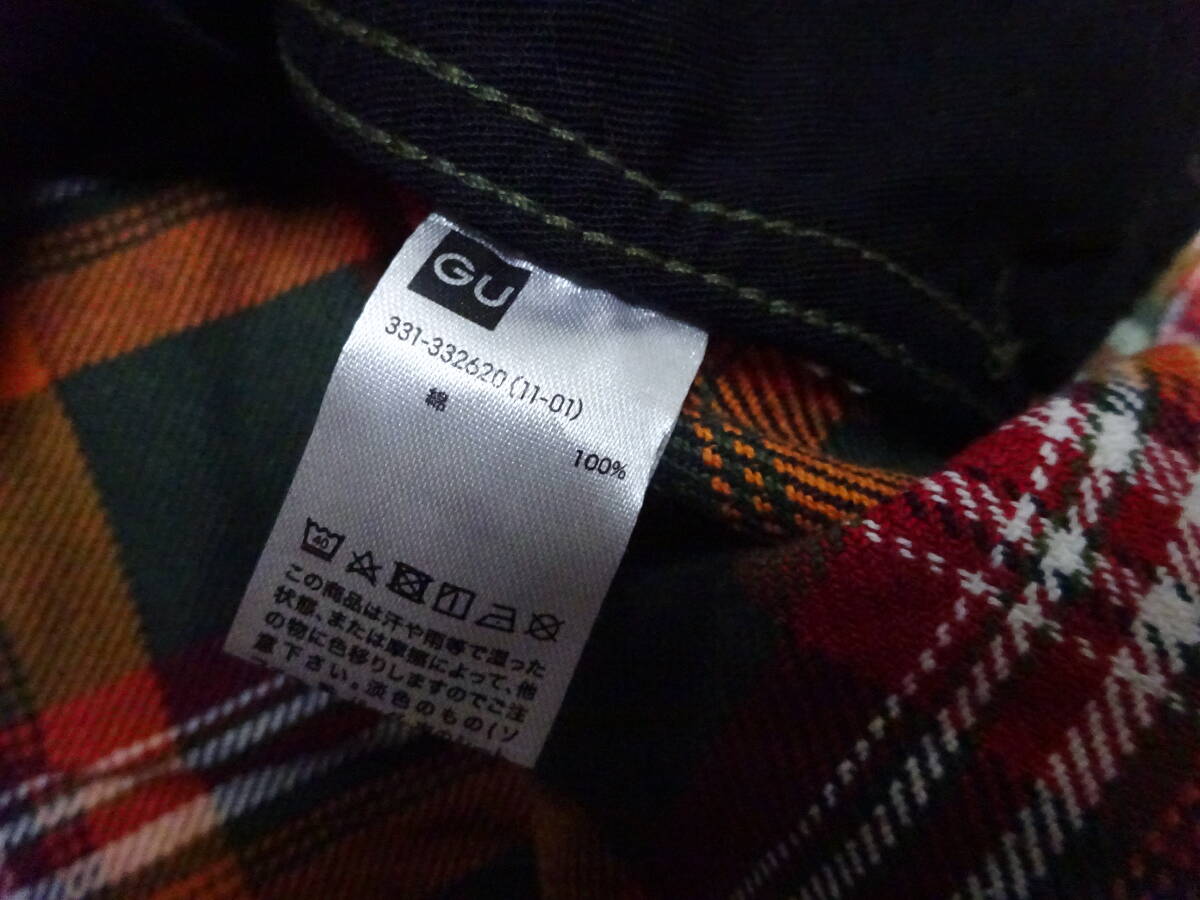 GU
331-332620(11-01)
綿
100%
40
この商品は汗や雨等で湿った
状態、または摩擦によって、他
の物に色移りしますのでご注
意下さい。淡色のもの(ソ